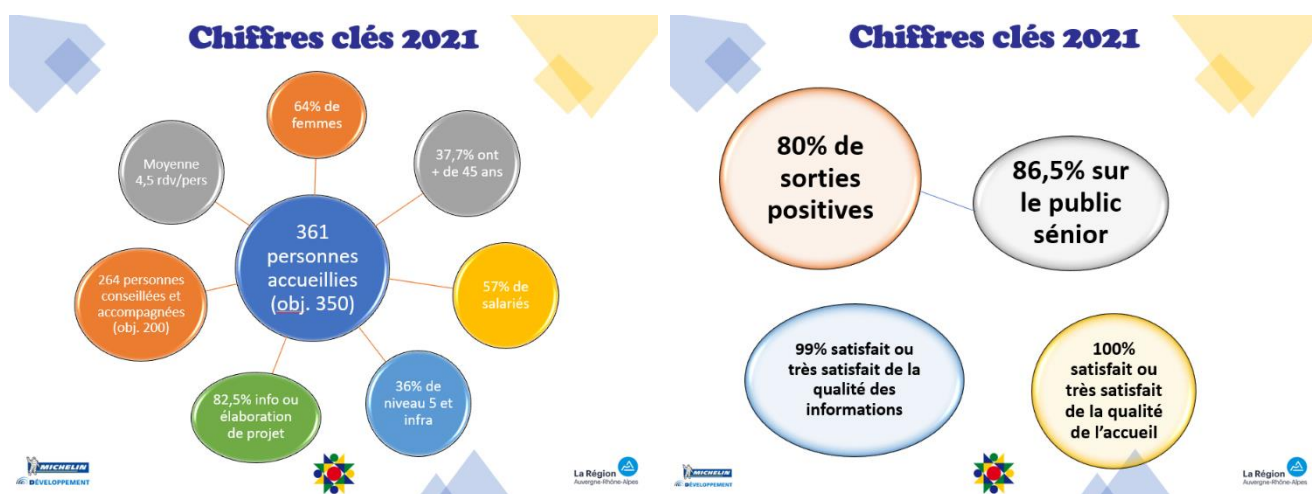 Chiffres clés 2021
64% de
femmes
Moyenne
4,5 rdv/pers
37,7% ont
+ de 45 ans
361
personnes
accueillies
(obj. 350)
264 personnes
conseillées et
accompagnées
(obj. 200)
57% de
salariés
82,5% info ou
élaboration
de projet
36% de
niveau 5 et
infra
MICHELIN
DÉVELOPPEMENT
La Région
Auvergne-Rhône-Alpes
Chiffres clés 2021
80% de
sorties
positives
86,5% sur
le public
sénior
99% satisfait ou
très satisfait de la
qualité des
informations
100%
satisfait ou
très satisfait
de la qualité
de l’accueil
MICHELIN
DÉVELOPPEMENT
La Région
Auvergne-Rhône-Alpes